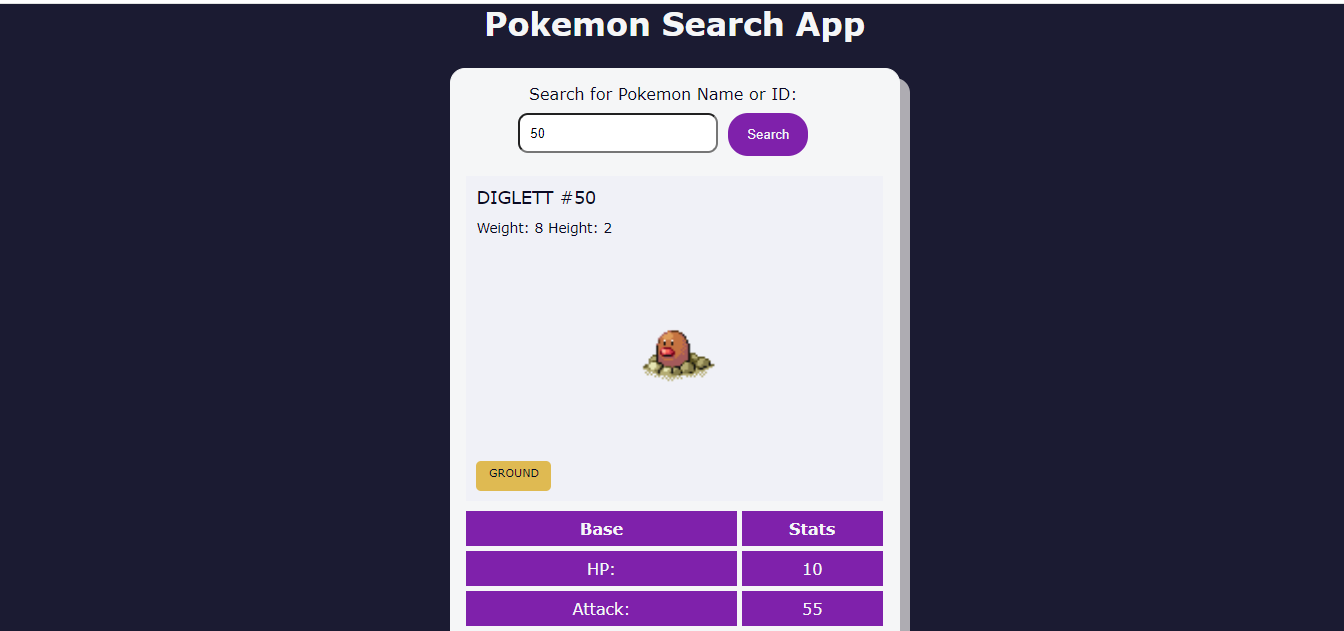 Pokemon Search App
Search for Pokemon Name or ID:
50
Search
DIGLETT #50
Weight: 8 Height: 2
GROUND
Base Stats
HP: 10
Attack: 55